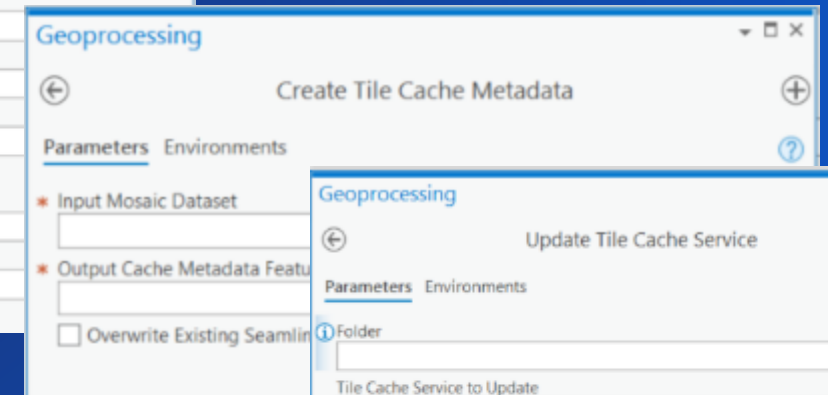 Geoprocessing
Create Tile Cache Metadata
Parameters Environments
* Input Mosaic Dataset
* Output Cache Metadata Featu
Overwrite Existing Seamlin
Geoprocessing
Update Tile Cache Service
Parameters Environments
Folder
Tile Cache Service to Update